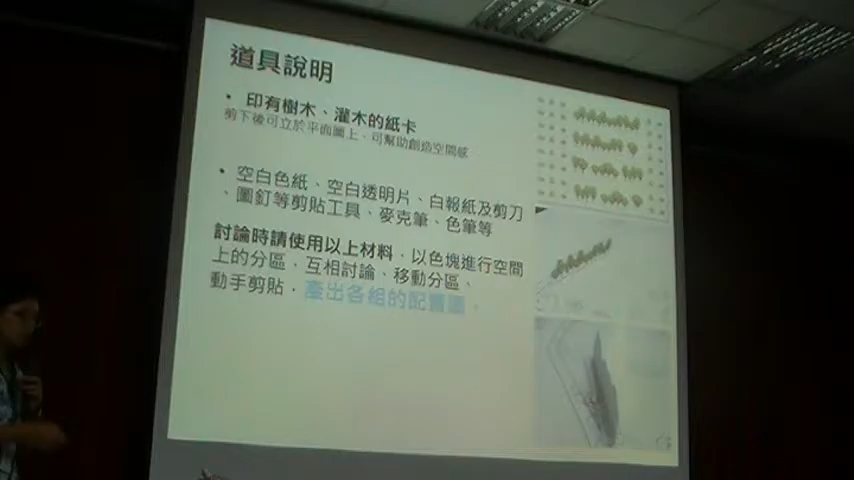 道具說明
• 印有樹木、灌木的紙卡
剪下後可立於平面圖上，可幫助創造空間感
• 空白色紙、空白透明片、白報紙及剪刀
、圖釘等剪貼工具、麥克筆、色筆等
討論時請使用以上材料，以色塊進行空間
上的分區，互相討論、移動分區、
動手剪貼，產出各組的配置圖。